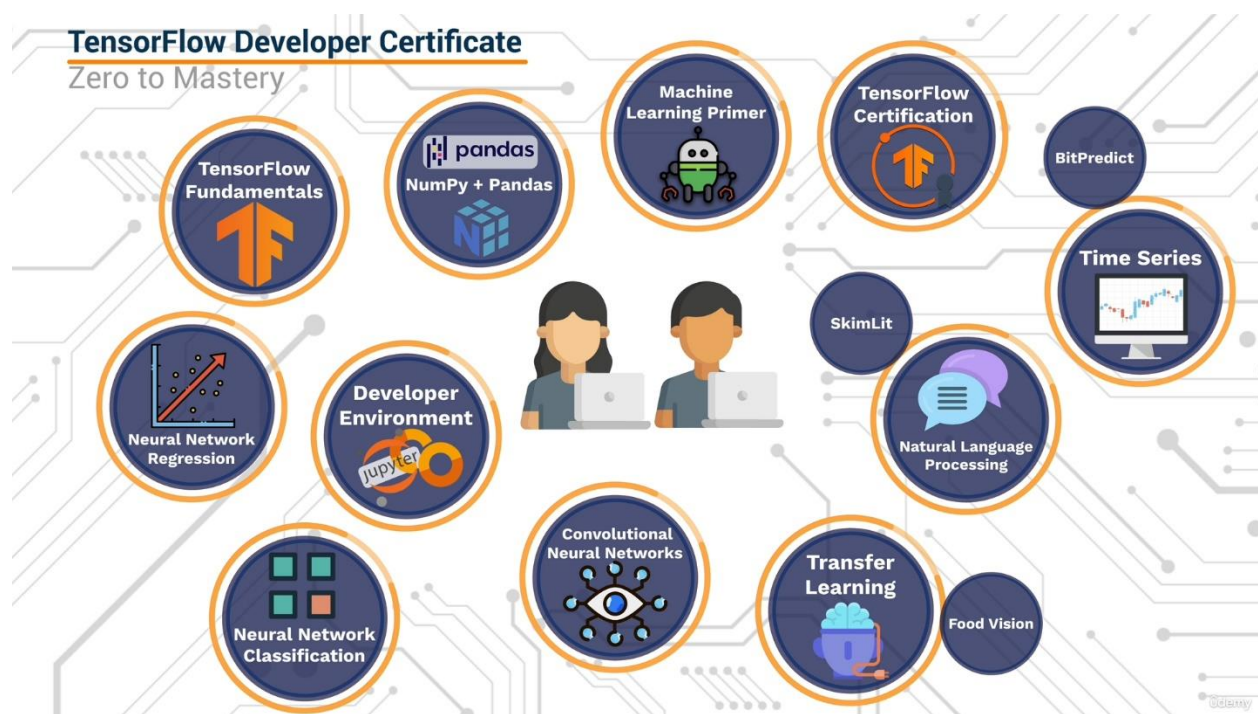 TensorFlow Developer Certificate
Zero to Mastery
TensorFlow
Fundamentals
pandas
NumPy + Pandas
N
Machine
Learning Primer
TensorFlow
Certification
BitPredict
Time Series
SkimLit
Natural Language
Processing
Neural Network
Regression
Developer
Environment
Jupyter
CO
Neural Network
Classification
Convolutional
Neural Networks
Transfer
Learning
Food Vision
ûdemy